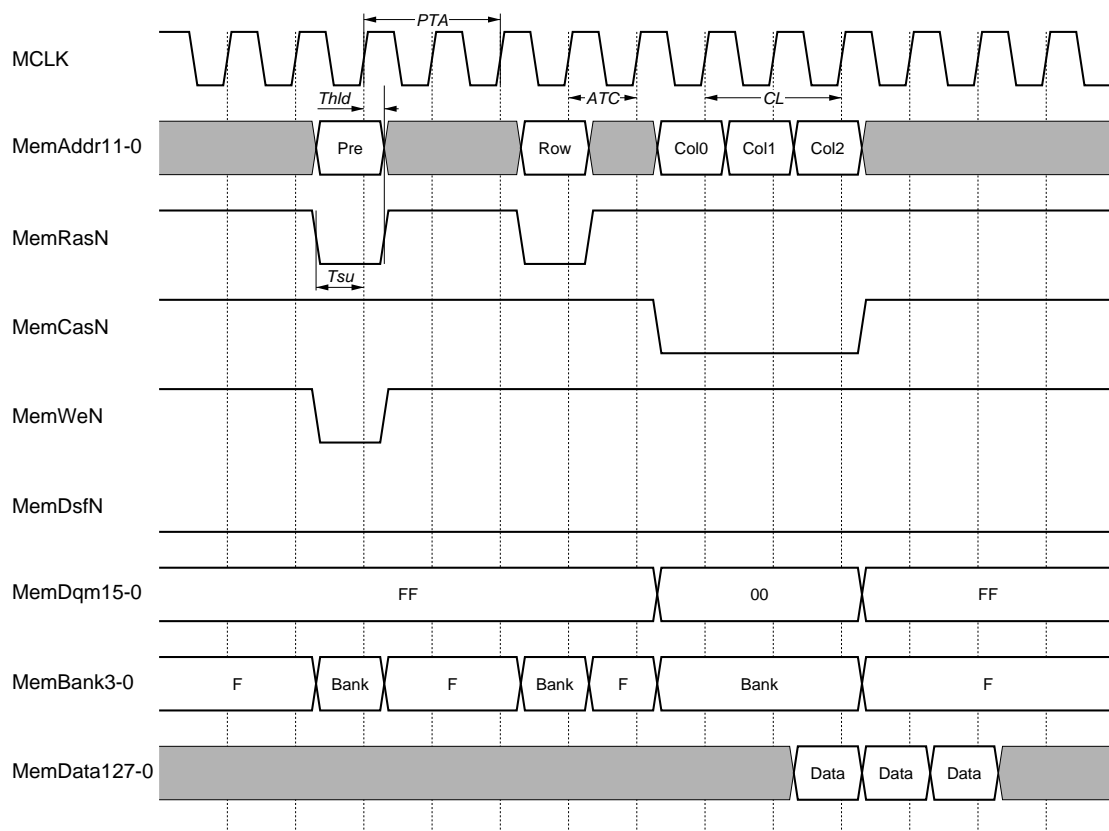 PTA
MCLK
Thld ATC CL
MemAddr11-0 Pre Row Col0 Col1 Col2
MemRasN
Tsu
MemCasN
MemWeN
MemDsfN
MemDqm15-0 FF 00 FF
MemBank3-0 F Bank F Bank F Bank F
MemData127-0 Data Data Data